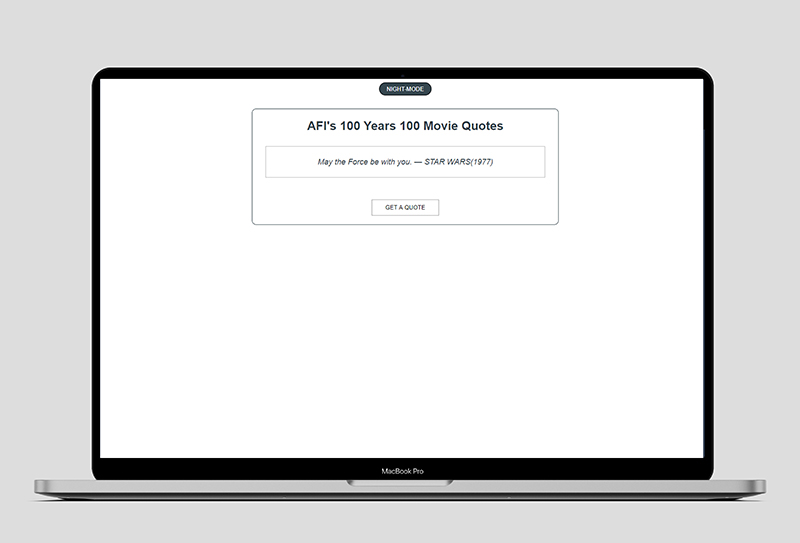 NIGHT-MODE
AFI's 100 Years 100 Movie Quotes
May the Force be with you. — STAR WARS(1977)
GET A QUOTE
MacBook Pro